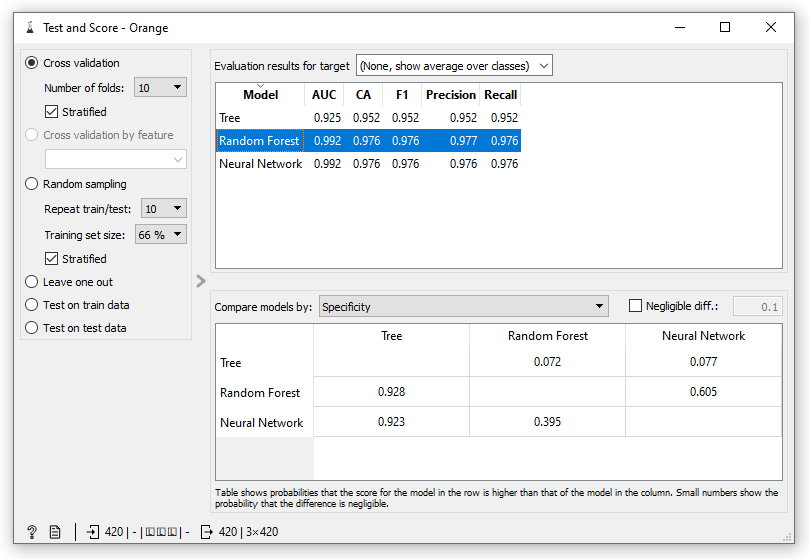 Test and Score - Orange
Cross validation
Number of folds: 10
Stratified
Cross validation by feature
Random sampling
Repeat train/test: 10
Training set size: 66 %
Stratified
Leave one out
Test on train data
Test on test data
Evaluation results for target (None, show average over classes)
Model AUC CA F1 Precision Recall
Tree 0.925 0.952 0.952 0.952 0.952
Random Forest 0.992 0.976 0.976 0.977 0.976
Neural Network 0.992 0.976 0.976 0.976 0.976
Compare models by: Specificity Negligible diff.: 0.1
Tree Random Forest Neural Network
Tree 0.072 0.077
Random Forest 0.928 0.605
Neural Network 0.923 0.395
Table shows probabilities that the score for the model in the row is higher than that of the model in the column. Small numbers show the
probability that the difference is negligible.
? 420 | - | | - 420 | 3×420